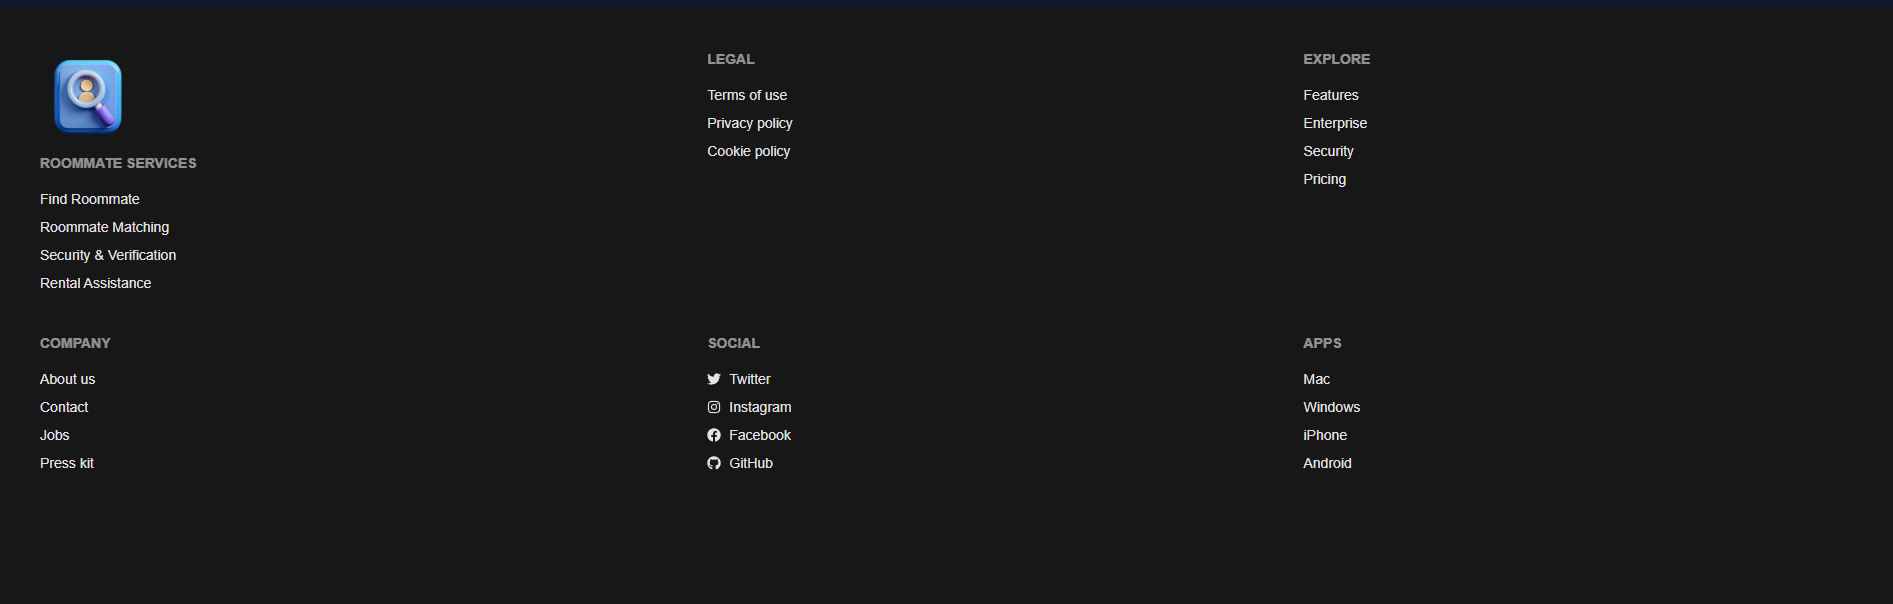 ROOMMATE SERVICES
Find Roommate
Roommate Matching
Security & Verification
Rental Assistance
LEGAL
Terms of use
Privacy policy
Cookie policy
EXPLORE
Features
Enterprise
Security
Pricing
COMPANY
About us
Contact
Jobs
Press kit
SOCIAL
Twitter
Instagram
Facebook
GitHub
APPS
Mac
Windows
iPhone
Android